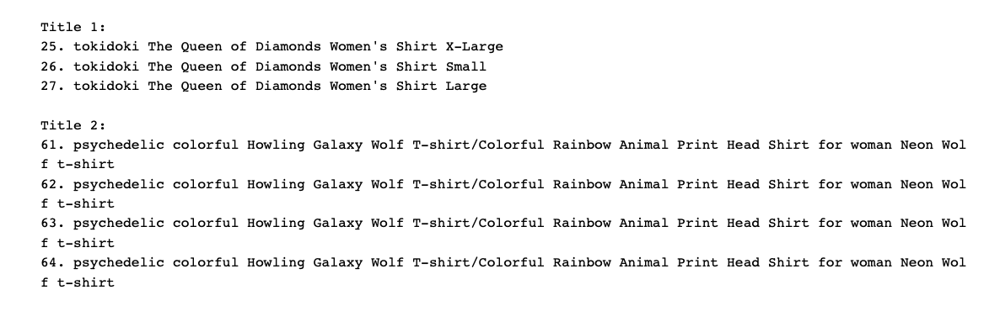 Title 1:
25. tokidoki The Queen of Diamonds Women's Shirt X-Large
26. tokidoki The Queen of Diamonds Women's Shirt Small
27. tokidoki The Queen of Diamonds Women's Shirt Large
Title 2:
61. psychedelic colorful Howling Galaxy Wolf T-shirt/Colorful Rainbow Animal Print Head Shirt for woman Neon Wol
f t-shirt
62. psychedelic colorful Howling Galaxy Wolf T-shirt/Colorful Rainbow Animal Print Head Shirt for woman Neon Wol
f t-shirt
63. psychedelic colorful Howling Galaxy Wolf T-shirt/Colorful Rainbow Animal Print Head Shirt for woman Neon Wol
f t-shirt
64. psychedelic colorful Howling Galaxy Wolf T-shirt/Colorful Rainbow Animal Print Head Shirt for woman Neon Wol
f t-shirt